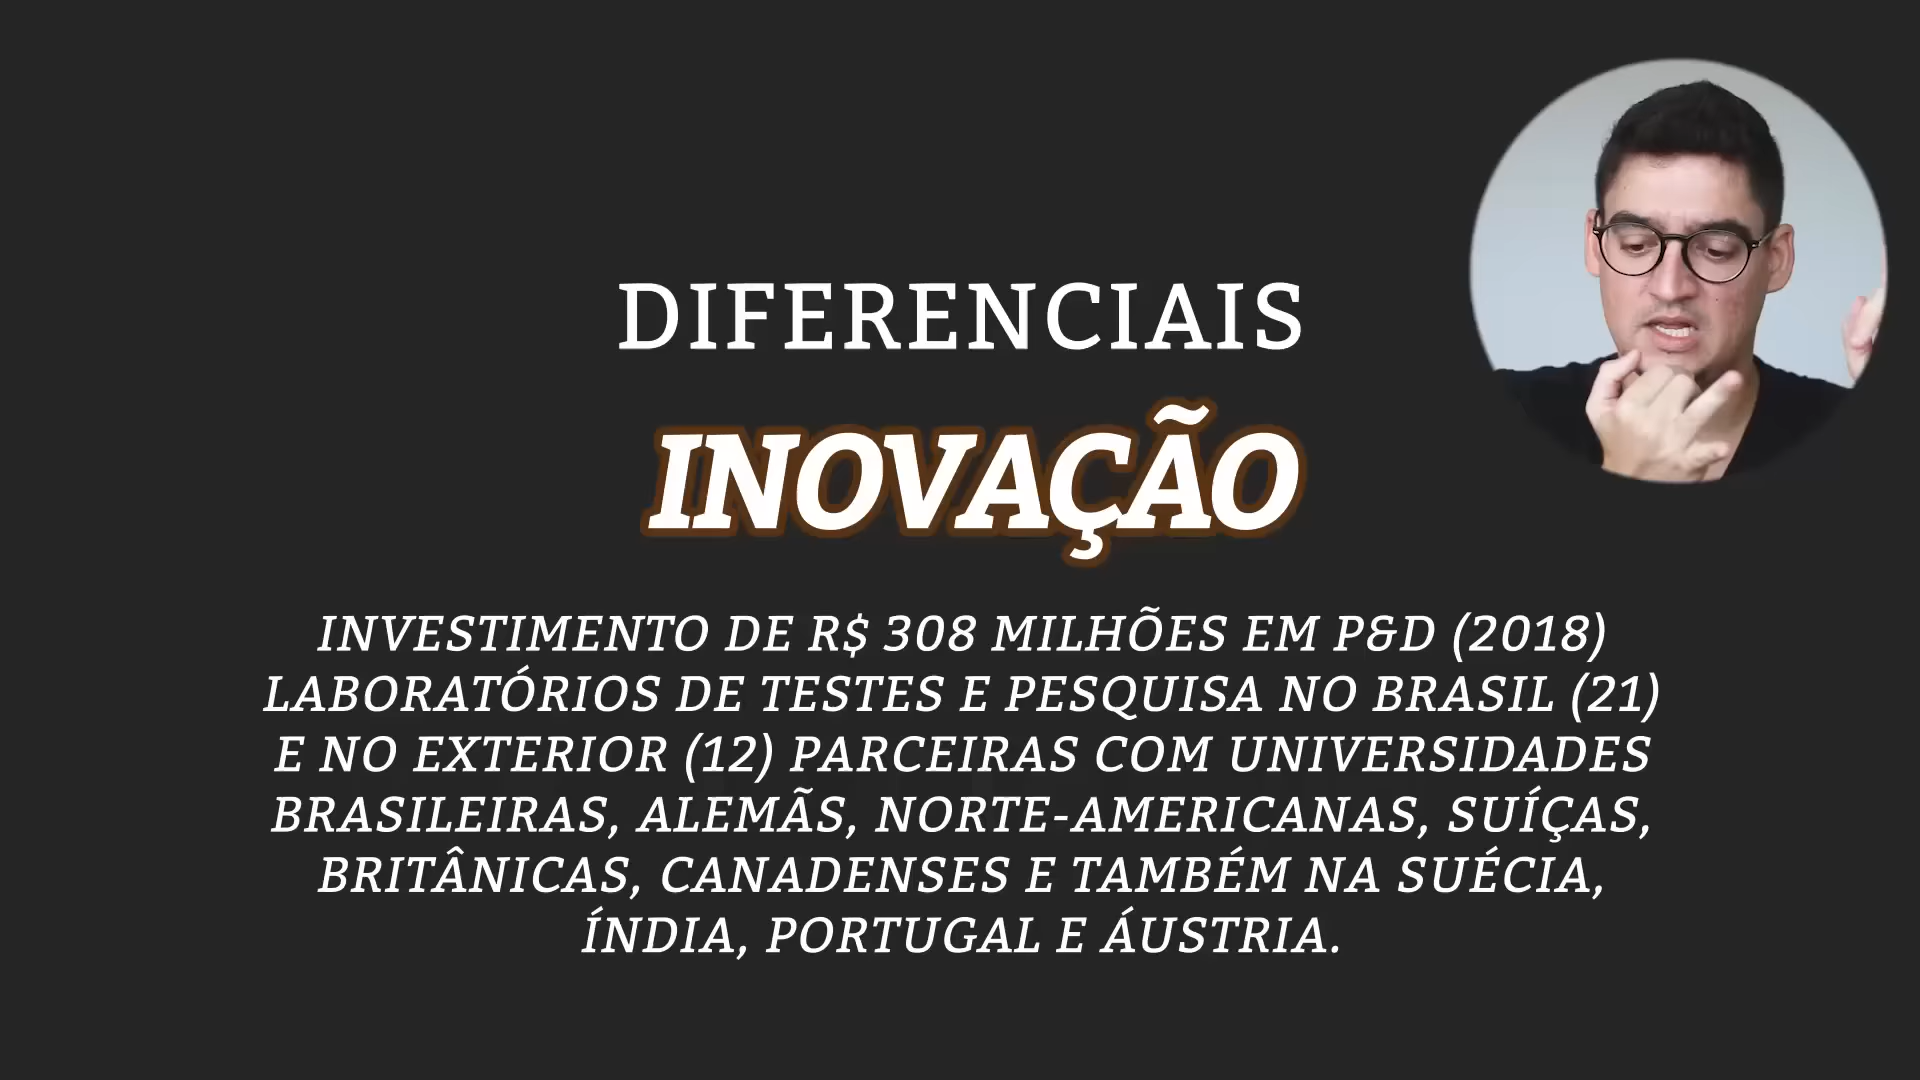 DIFERENCIAIS
INOVAÇÃO
INVESTIMENTO DE R$ 308 MILHÕES EM P&D (2018)
LABORATÓRIOS DE TESTES E PESQUISA NO BRASIL (21)
E NO EXTERIOR (12) PARCEIRAS COM UNIVERSIDADES
BRASILEIRAS, ALEMÃS, NORTE-AMERICANAS, SUÍÇAS,
BRITÂNICAS, CANADENSES E TAMBÉM NA SUÉCIA,
ÍNDIA, PORTUGAL E ÁUSTRIA.